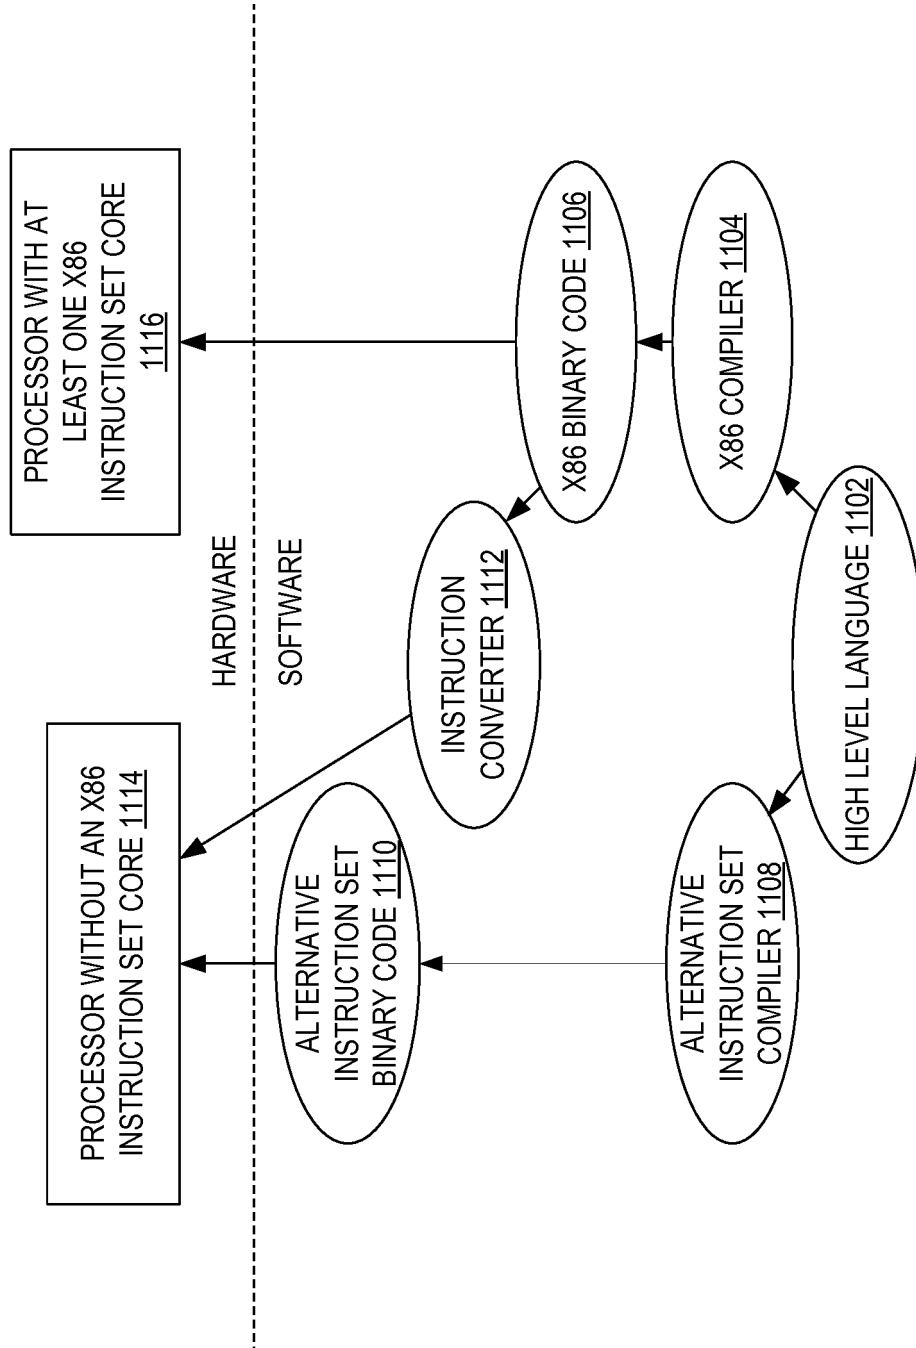 PROCESSOR WITHOUT AN X86
INSTRUCTION SET CORE 1114
PROCESSOR WITH AT
LEAST ONE X86
INSTRUCTION SET CORE
1116
HARDWARE
SOFTWARE
ALTERNATIVE
INSTRUCTION SET
BINARY CODE 1110
INSTRUCTION
CONVERTER 1112
X86 BINARY CODE 1106
ALTERNATIVE
INSTRUCTION SET
COMPILER 1108
X86 COMPILER 1104
HIGH LEVEL LANGUAGE 1102